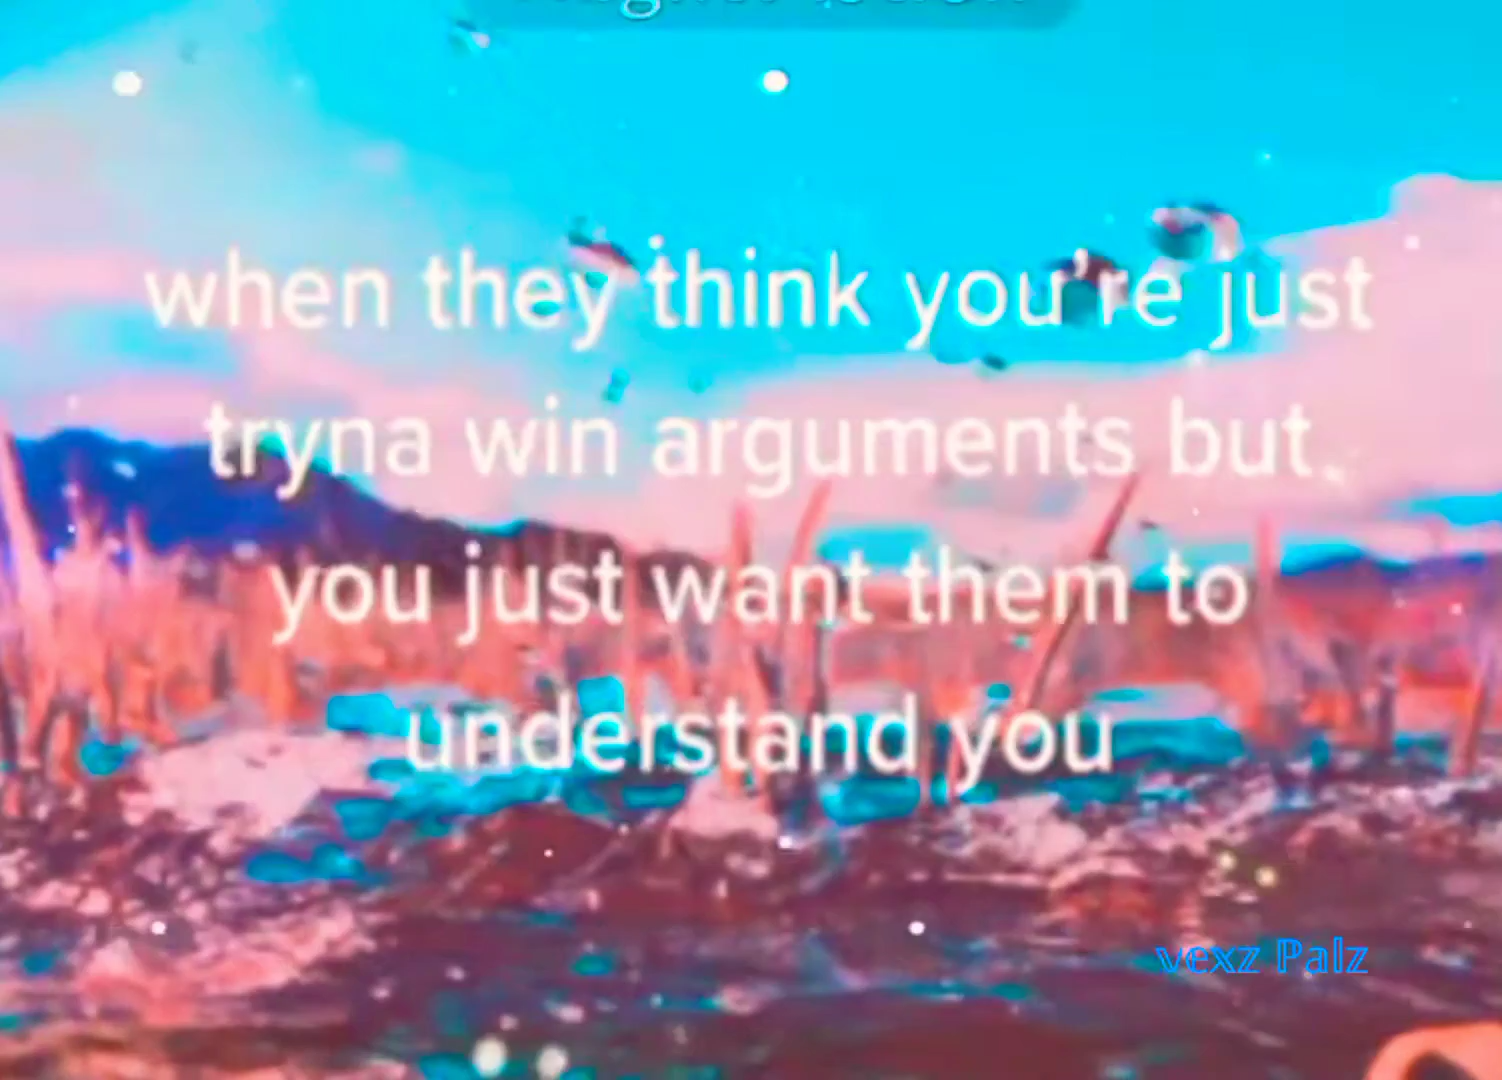 when they think you're just
tryna win arguments but
you just want them to
understand you
vexz Palz